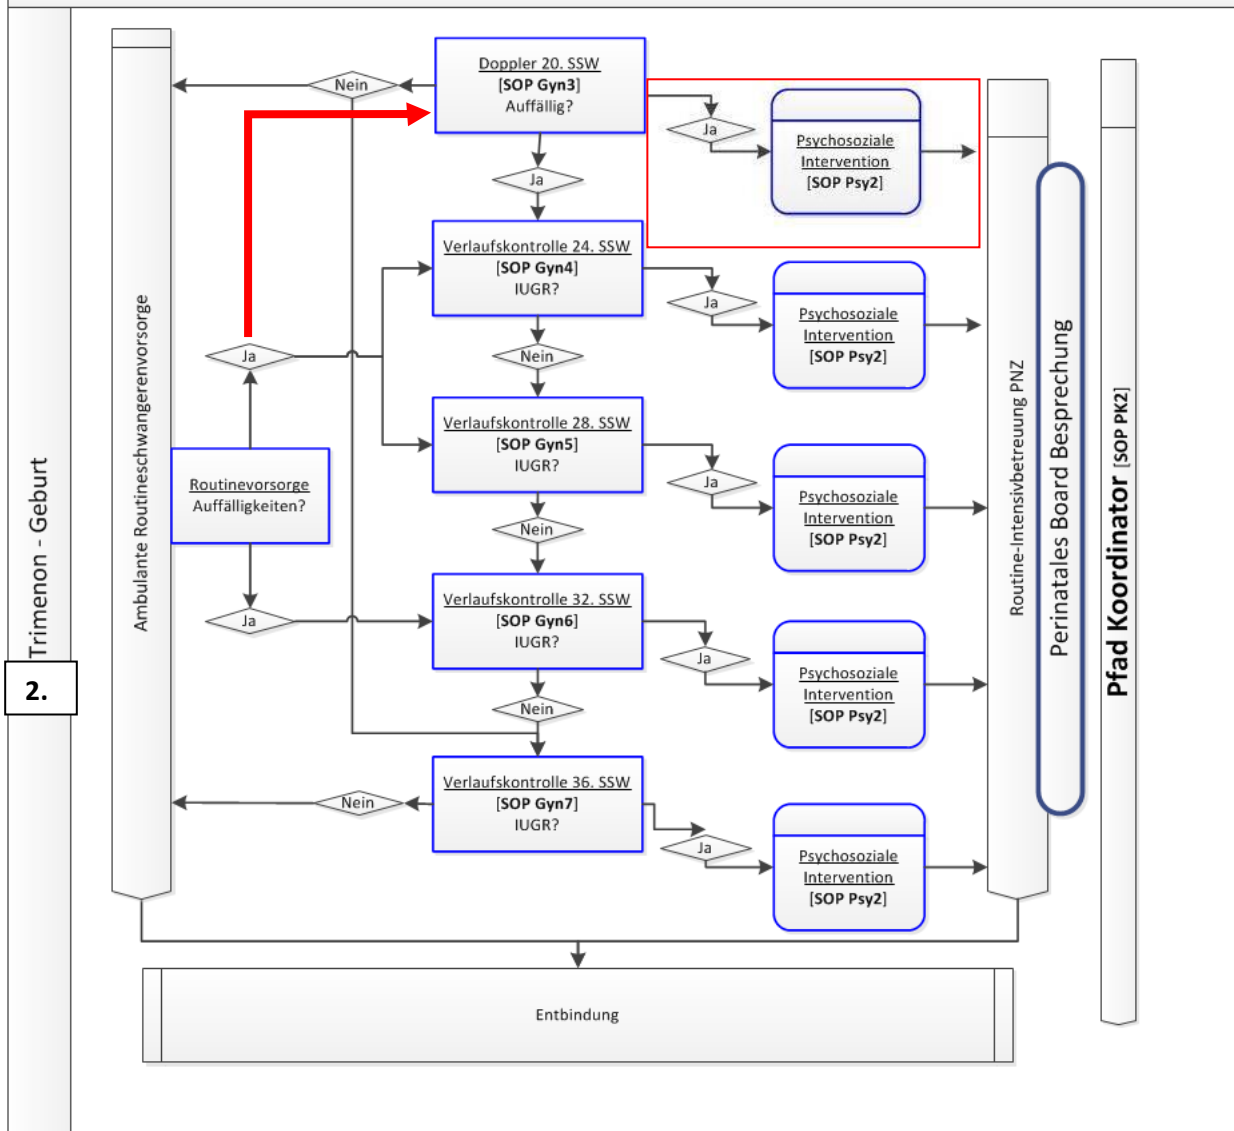 Doppler 20. SSW
[SOP Gyn3]
Auffällig?
Nein
Ja
Psychosoziale
Intervention
[SOP Psy2]
Ja
Verlaufskontrolle 24. SSW
[SOP Gyn4]
IUGR?
Ja
Psychosoziale
Intervention
[SOP Psy2]
Ja
Nein
Verlaufskontrolle 28. SSW
[SOP Gyn5]
IUGR?
Ja
Psychosoziale
Intervention
[SOP Psy2]
Routinevorsorge
Auffälligkeiten?
Nein
Verlaufskontrolle 32. SSW
[SOP Gyn6]
IUGR?
Ja
Ja
Psychosoziale
Intervention
[SOP Psy2]
Nein
Verlaufskontrolle 36. SSW
[SOP Gyn7]
IUGR?
Nein
Ja
Psychosoziale
Intervention
[SOP Psy2]
Entbindung
2.
Trimenon - Geburt
Ambulante Routineschwangerenvorsorge
Routine-Intensivbetreuung PNZ
Perinatales Board Besprechung
Pfad Koordinator [SOP PK2]